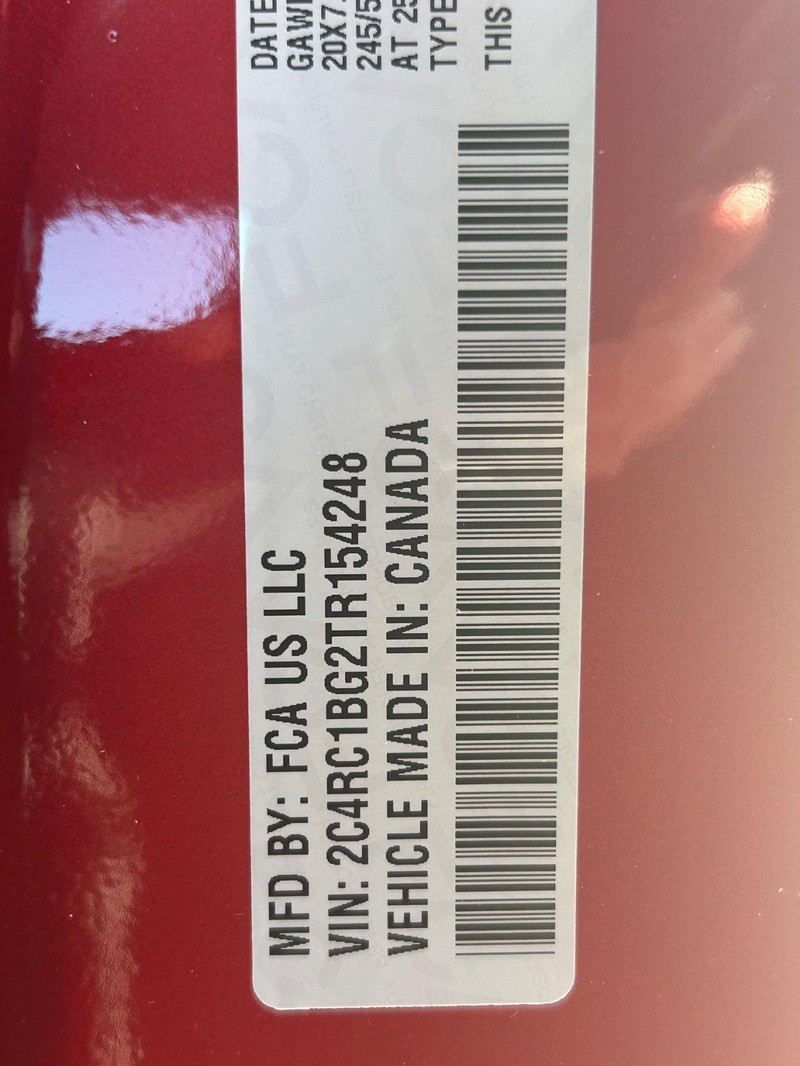 MFD BY: FCA US LLC
VIN: 2C4RC1BG2TR154248
VEHICLE MADE IN: CANADA
DATE
GAW
20X7.
245/5
AT 25
TYPE
THIS